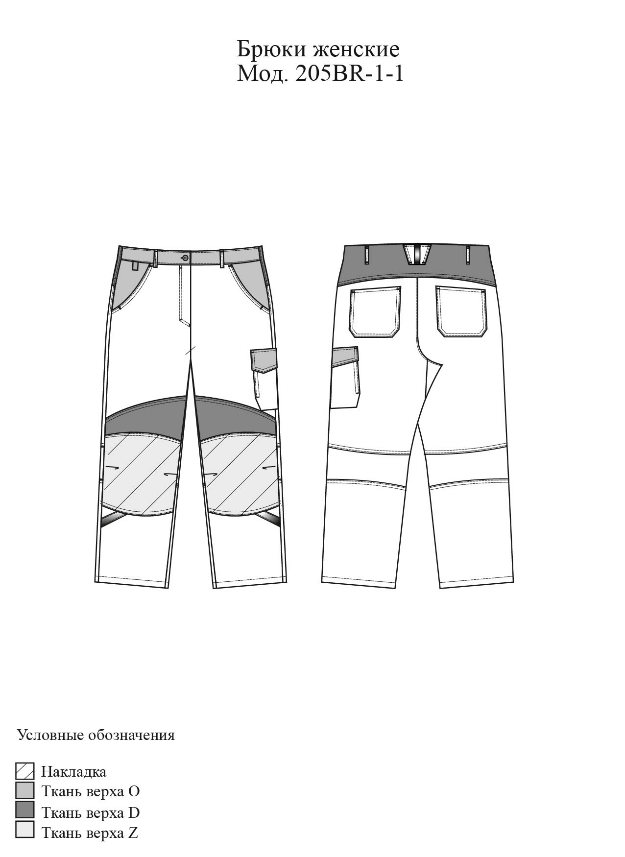 Брюки женские
Мод. 205BR-1-1
Условные обозначения
Накладка
Ткань верха O
Ткань верха D
Ткань верха Z